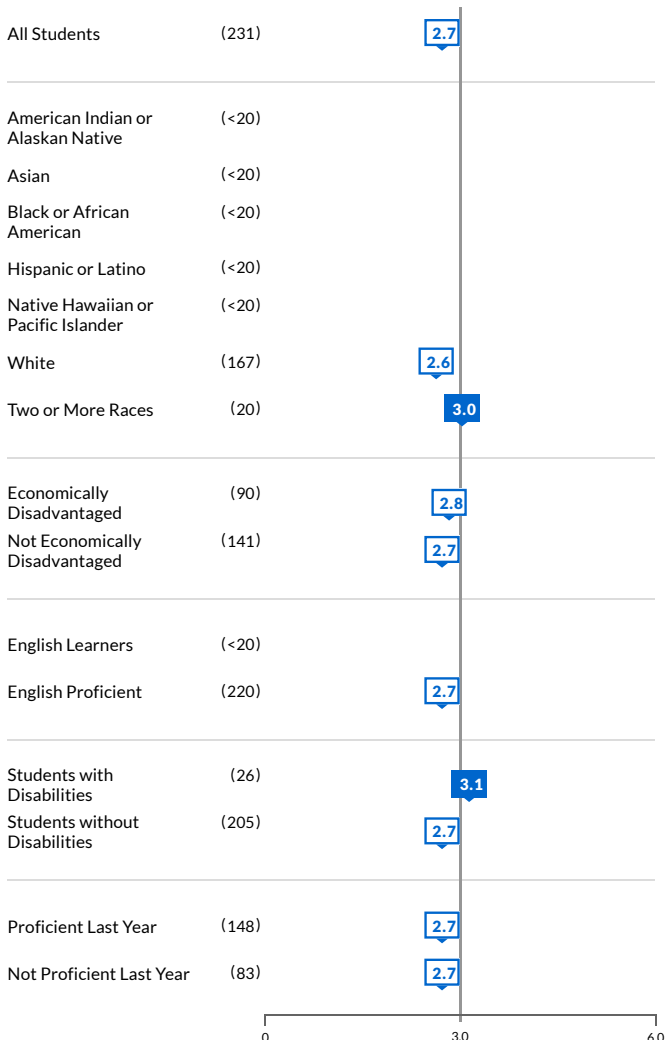 All Students (231) 2.7
American Indian or (<20)
Alaskan Native
Asian (<20)
Black or African (<20)
American
Hispanic or Latino (<20)
Native Hawaiian or (<20)
Pacific Islander
White (167) 2.6
Two or More Races (20) 3.0
Economically (90) 2.8
Disadvantaged
Not Economically (141) 2.7
Disadvantaged
English Learners (<20)
English Proficient (220) 2.7
Students with (26) 3.1
Disabilities
Students without (205) 2.7
Disabilities
Proficient Last Year (148) 2.7
Not Proficient Last Year (83) 2.7
0 3.0 6.0